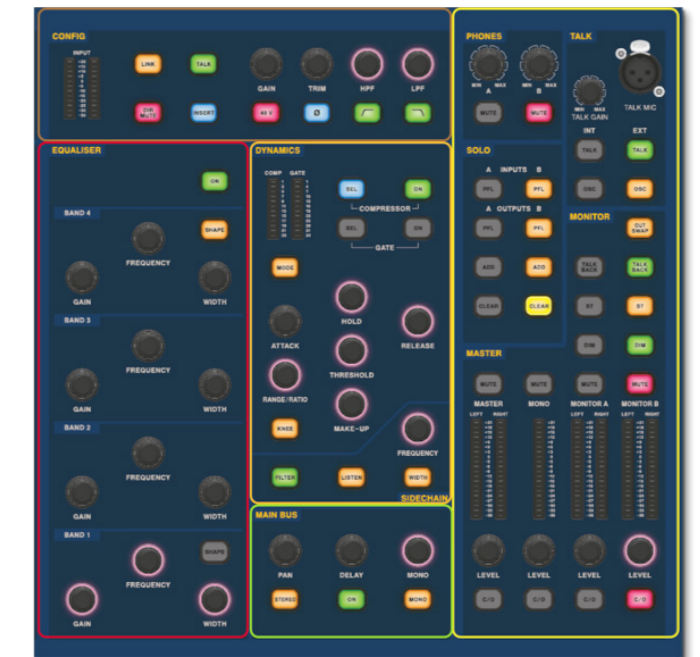 CONFIG
INPUT
LINK
TALK
GAIN
TRIM
HPF
LPF
DIR MUTE
INSERT
48 V
Ø
PHONES
MIN MAX
MIN MAX
A
B
MUTE
MUTE
TALK
MIN MAX
TALK GAIN
TALK MIC
INT
EXT
TALK
TALK
OSC
OSC
EQUALISER
ON
BAND 4
SHAPE
FREQUENCY
GAIN
WIDTH
BAND 3
FREQUENCY
GAIN
WIDTH
BAND 2
FREQUENCY
GAIN
WIDTH
BAND 1
SHAPE
FREQUENCY
GAIN
WIDTH
DYNAMICS
COMP GATE
SEL
ON
COMPRESSOR
SEL
ON
GATE
MODE
HOLD
ATTACK
RELEASE
THRESHOLD
RANGE/RATIO
MAKE-UP
KNEE
FREQUENCY
FILTER
LISTEN
WIDTH
SIDECHAIN
MAIN BUS
PAN
DELAY
MONO
STEREO
ON
MONO
SOLO
A INPUTS B
PFL
PFL
A OUTPUTS B
PFL
PFL
ADD
ADD
CLEAR
CLEAR
MONITOR
OUT SWAP
TALK BACK
TALK BACK
ST
ST
DIM
DIM
MASTER
MUTE
MUTE
MUTE
MUTE
MASTER
MONO
MONITOR A
MONITOR B
LEFT RIGHT
LEFT RIGHT
LEFT RIGHT
LEVEL
LEVEL
LEVEL
LEVEL
C/O
C/O
C/O
C/O